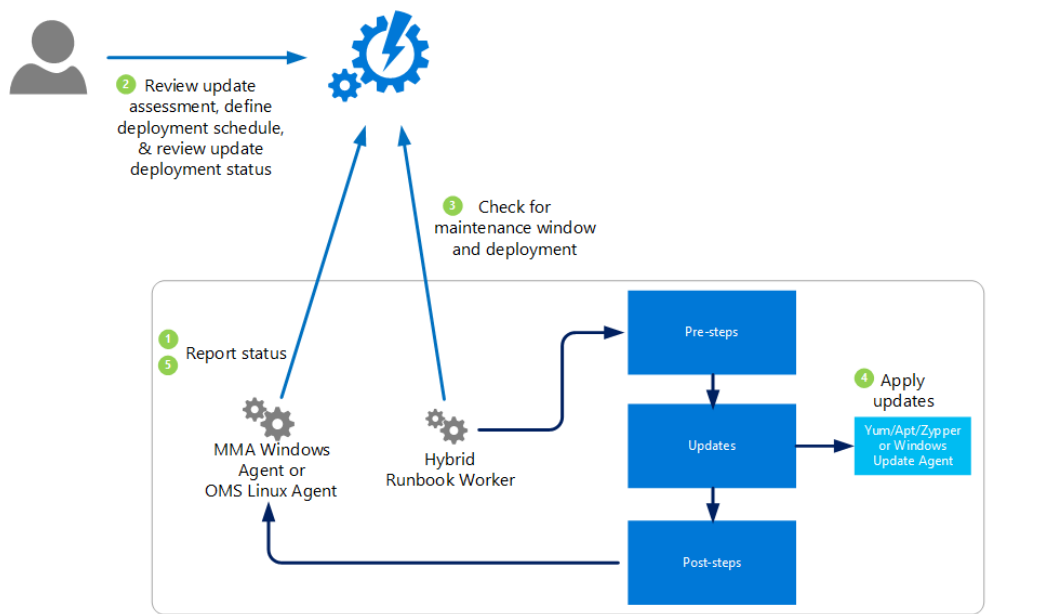 2 Review update
assessment, define
deployment schedule,
& review update
deployment status
3 Check for
maintenance window
and deployment
1
5 Report status
MMA Windows
Agent or
OMS Linux Agent
Hybrid
Runbook Worker
Pre-steps
Updates
Post-steps
4 Apply
updates
Yum/Apt/Zypper
or Windows
Update Agent